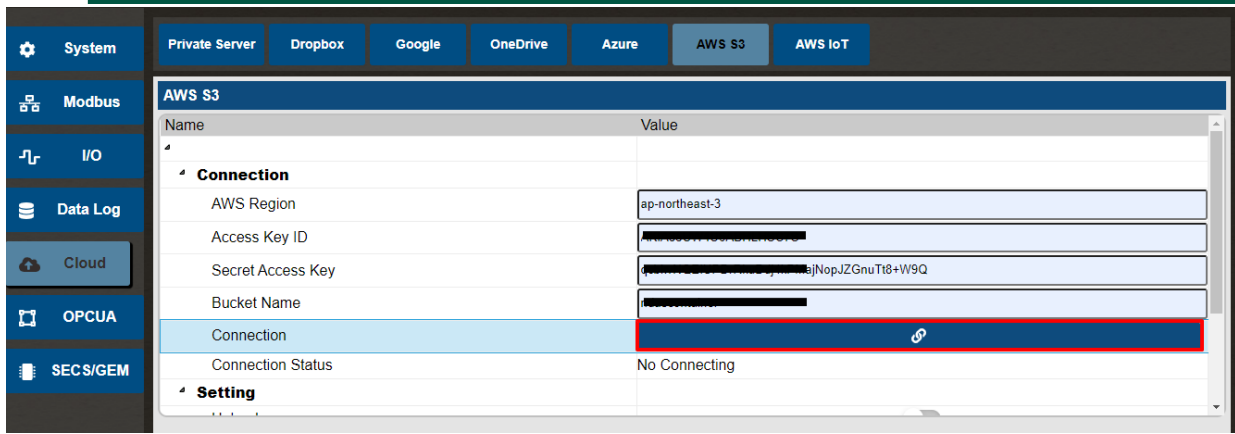 System
Private Server
Dropbox
Google
OneDrive
Azure
AWS S3
AWS IoT
Modbus
I/O
Data Log
Cloud
OPCUA
SECS/GEM
AWS S3
Name Value
Connection
AWS Region ap-northeast-3
Access Key ID
Secret Access Key ajNopJZGnuTt8+W9Q
Bucket Name
Connection
Connection Status No Connecting
Setting